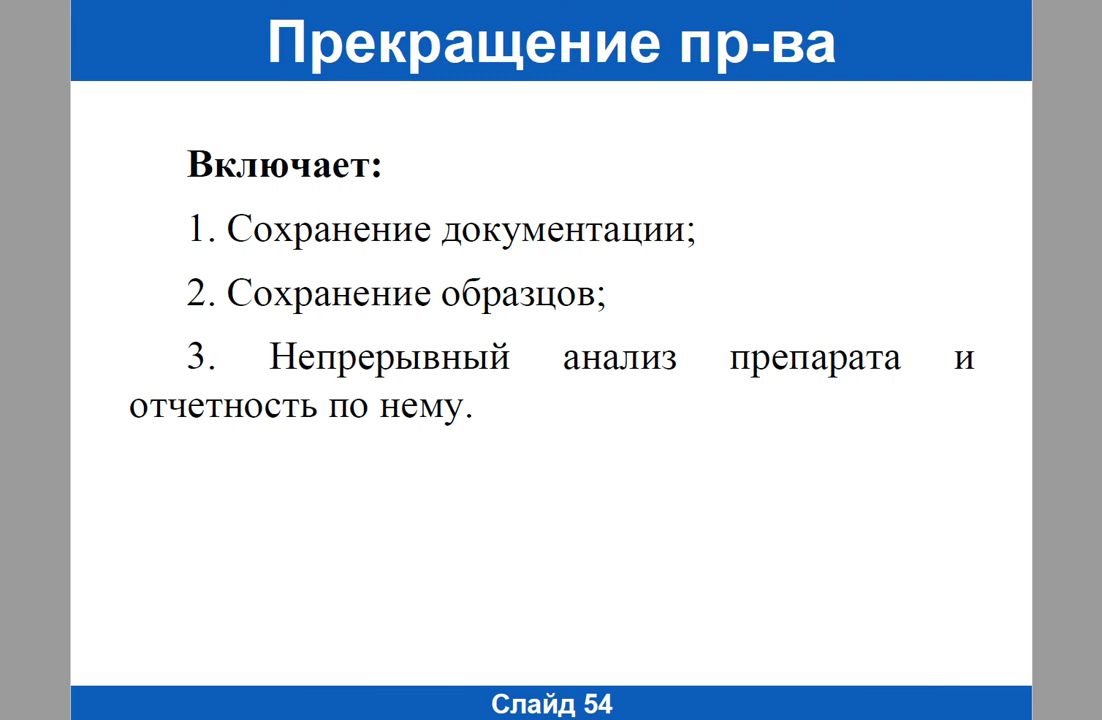 Прекращение пр-ва
Включает:
1. Сохранение документации;
2. Сохранение образцов;
3. Непрерывный анализ препарата и
отчетность по нему.
Слайд 54